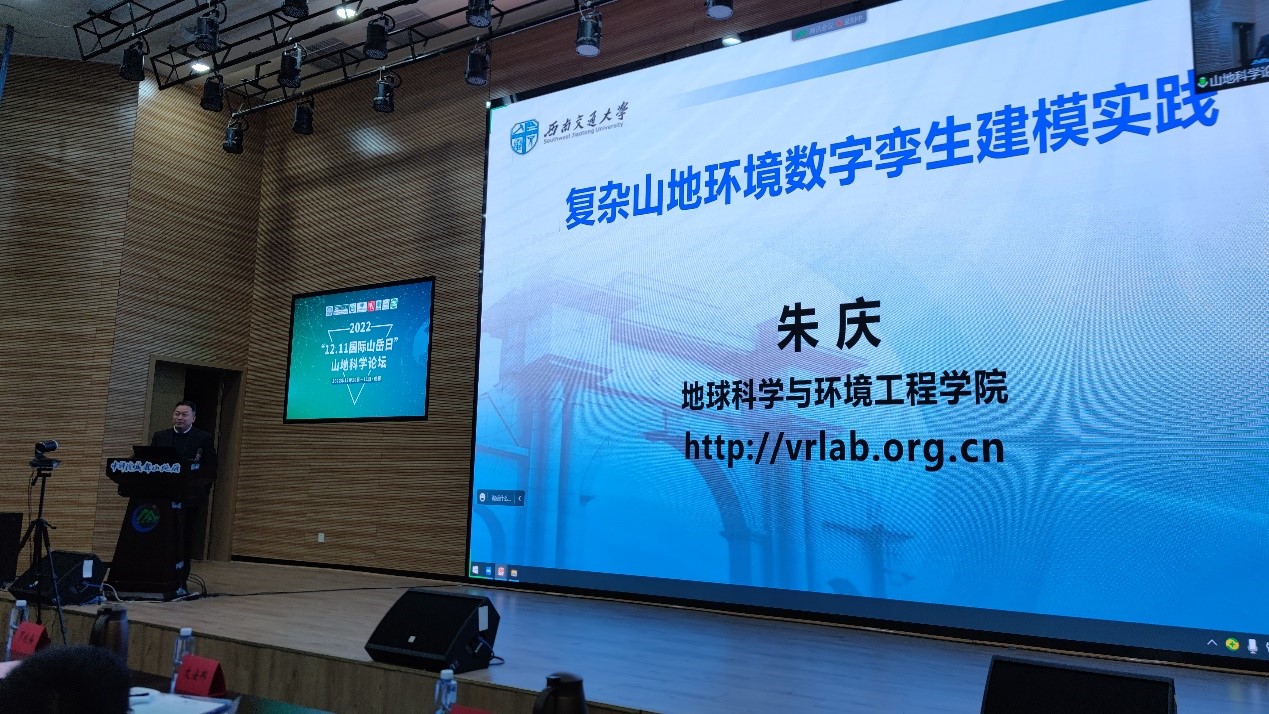 西南交通大学
Southwest Jiaotong University
复杂山地环境数字孪生建模实践
朱庆
地球科学与环境工程学院
http://vrlab.org.cn
山地科学论
2022
“12.11国际山岳日”
山地科学论坛